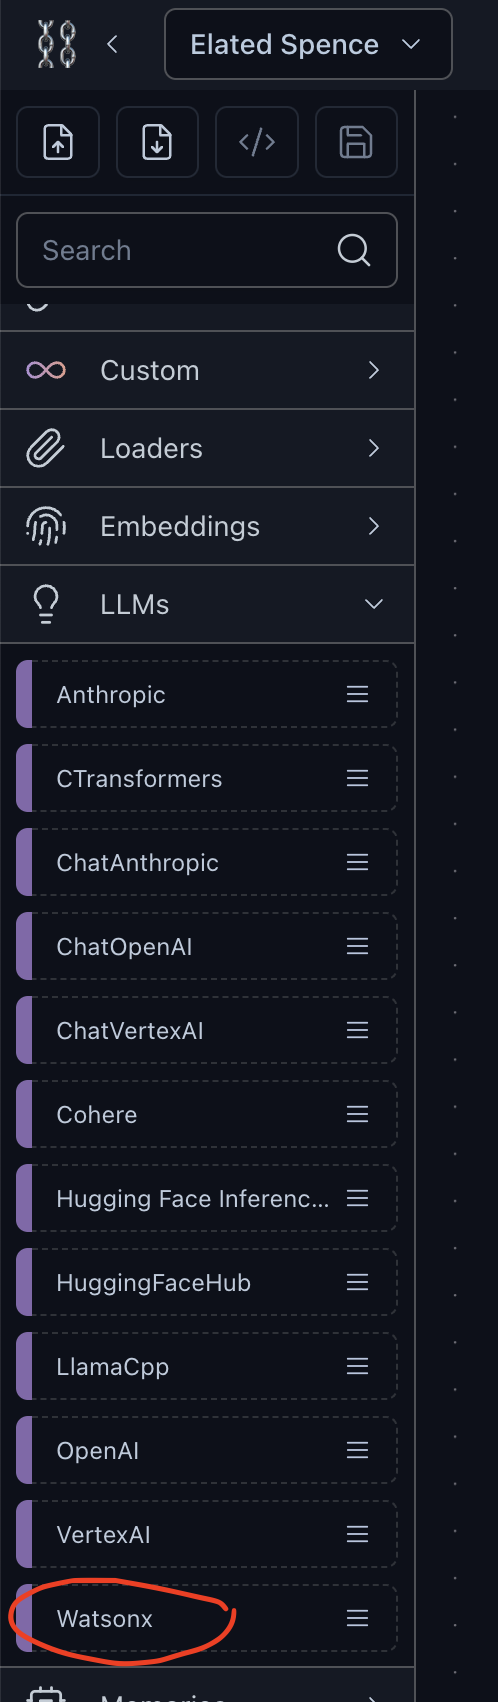 Elated Spence
Search
Custom
Loaders
Embeddings
LLMs
Anthropic
CTransformers
ChatAnthropic
ChatOpenAI
ChatVertexAI
Cohere
Hugging Face Inferenc...
HuggingFaceHub
LlamaCpp
OpenAI
VertexAI
Watsonx